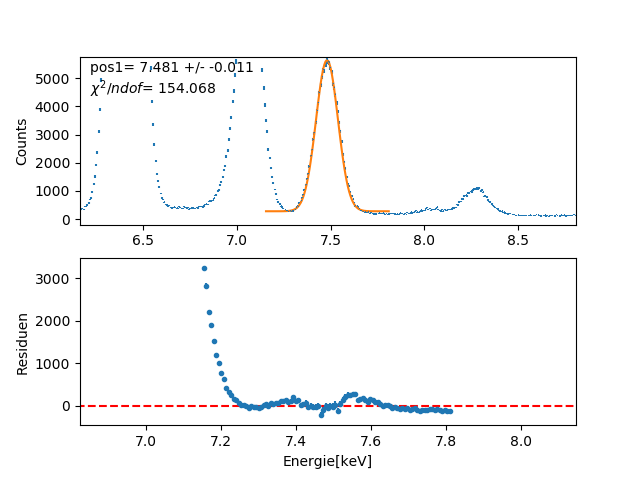 pos1= 7.481 +/- -0.011
χ²/ndof= 154.068
5000
4000
3000
2000
1000
0
Counts
6.5 7.0 7.5 8.0 8.5
3000
2000
1000
0
Residuen
7.0 7.2 7.4 7.6 7.8 8.0
Energie[keV]